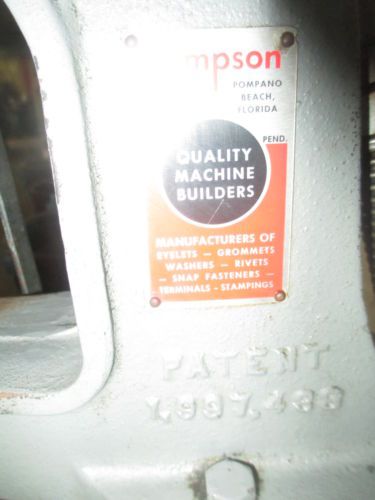 mpson
POMPANO
BEACH,
FLORIDA
PEND.
QUALITY
MACHINE
BUILDERS
MANUFACTURERS OF
EYELETS — GROMMETS
WASHERS — RIVETS
— SNAP FASTENERS —
TERMINALS - STAMPINGS
PATENT